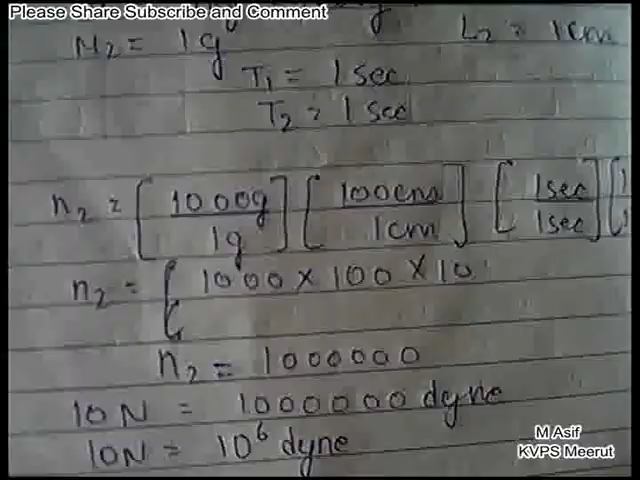 Please Share Subscribe and Comment
M2 = 1g L2 = 1cm
T1 = 1 sec
T2 = 1 sec
n2 = [1000g / 1g] [100cm / 1cm] [1sec / 1sec] [
n2 = [ 1000 × 100 × 10
n2 = 1000000
10N = 1000000 dyne
10N = 10^6 dyne
M Asif
KVPS Meerut